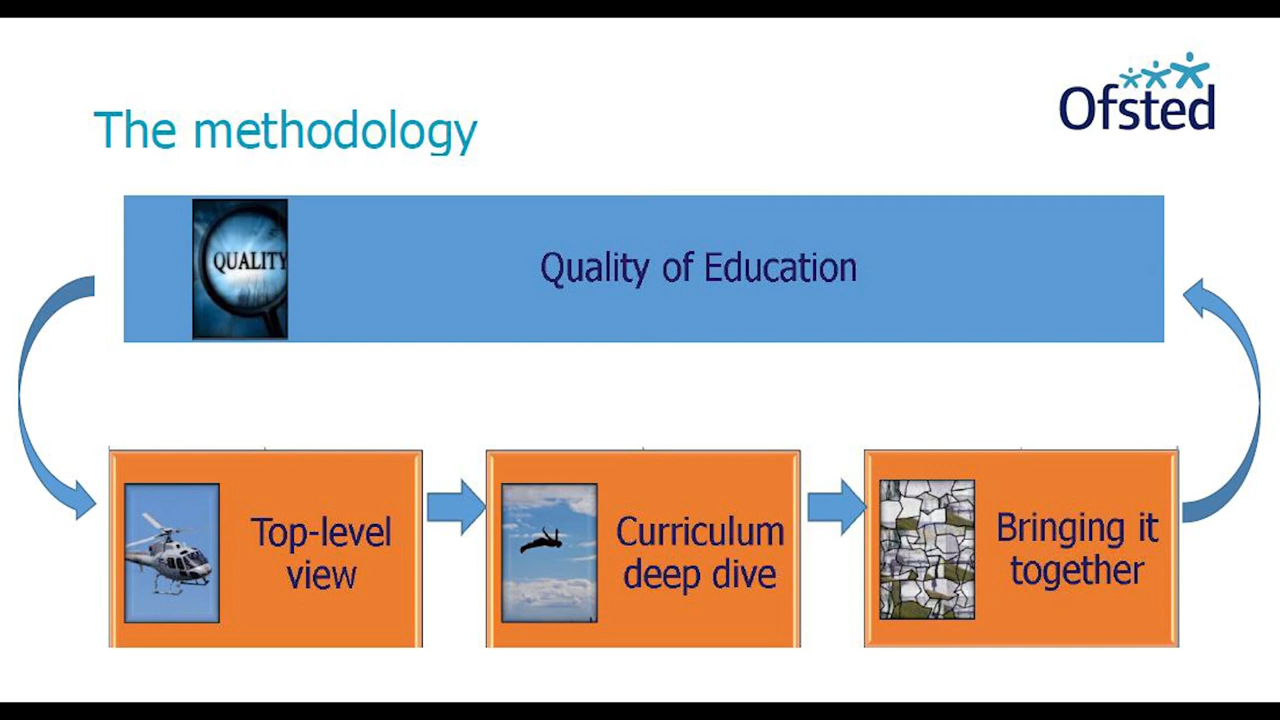 Ofsted
The methodology
QUALITY
Quality of Education
Top-level
view
Curriculum
deep dive
Bringing it
together